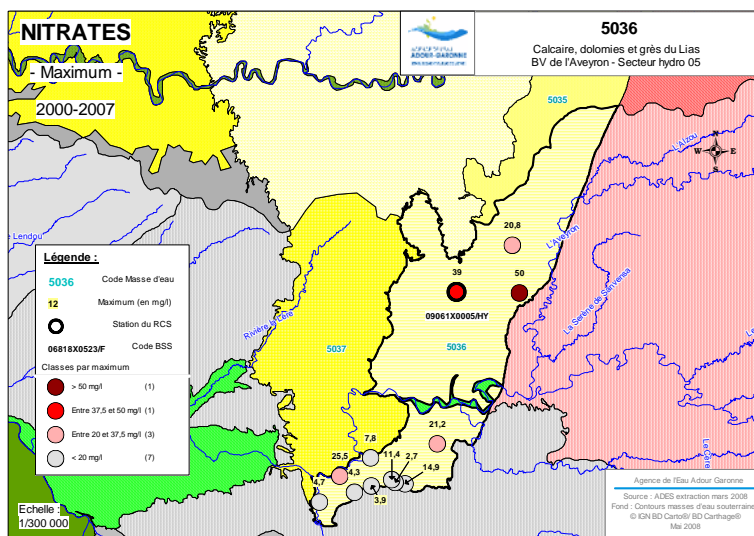 NITRATES
- Maximum -
2000-2007
5036
Calcaire, dolomies et grès du Lias
BV de l'Aveyron - Secteur hydro 05
5035
L'Alzou
W E
S
20,8
L'Aveyron
39
50
09061X0005/HY
La Serène de Sanvensa
Le
e Lendou
Rivière la Lère
5037
5036
Légende :
5036 Code Masse d'eau
12 Maximum (en mg/l)
Station du RCS
06818X0523/F Code BSS
Classes par maximum
> 50 mg/l (1)
Entre 37,5 et 50 mg/l (1)
Entre 20 et 37,5 mg/l (3)
< 20 mg/l (7)
21,2
7,8
25,5
11,4
4,3
2,7
14,9
4,7
3,9
Le Cère
Echelle :
1/300 000
Agence de l'Eau Adour Garonne
Source : ADES extraction mars 2008
Fond : Contours masses d'eau souterraine
© IGN BD Carto®/ BD Carthage®
Mai 2008